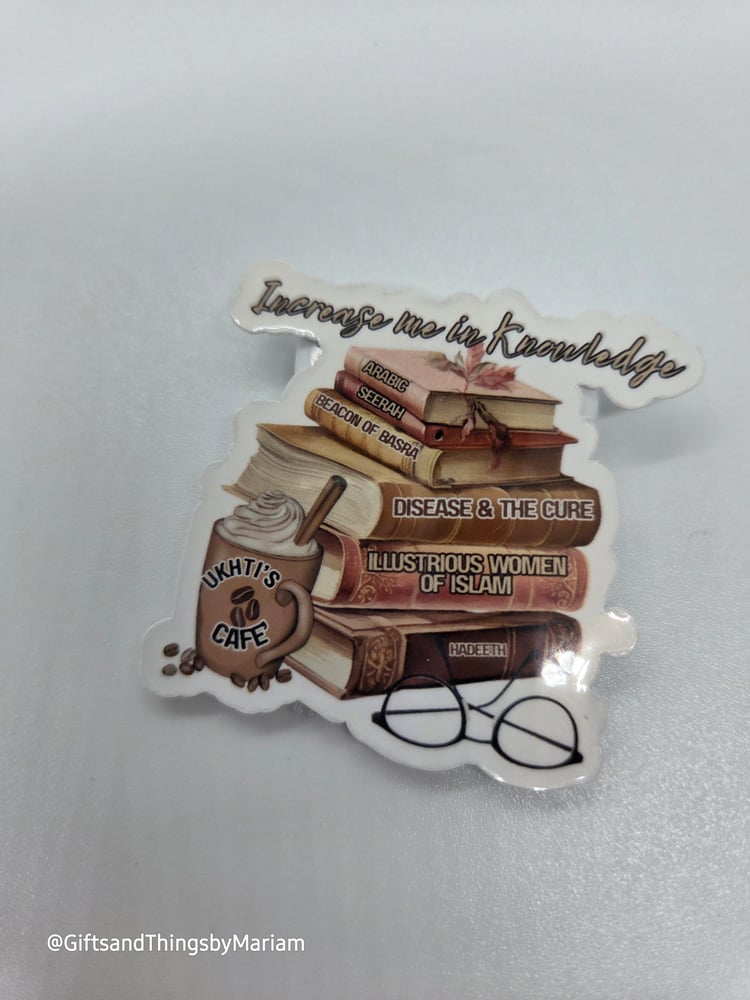 Increase me in Knowledge
ARABIC
SEERAH
BEACON OF BASRA
DISEASE & THE CURE
ILLUSTRIOUS WOMEN
OF ISLAM
HADEETH
UKHTI'S
CAFE
@GiftsandThingsbyMariam